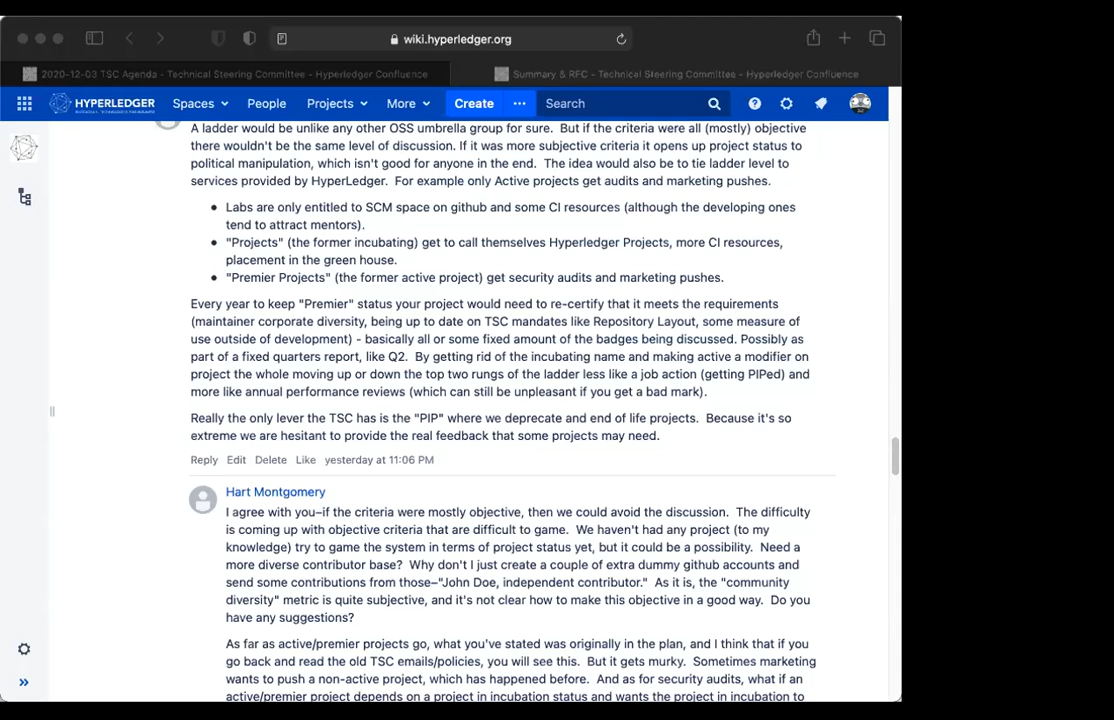 wiki.hyperledger.org
2020-12-03 TSC Agenda - Technical Steering Committee - Hyperledger Confluence
Summary & RFC - Technical Steering Committee - Hyperledger Confluence
HYPERLEDGER
Spaces
People
Projects
More
Create
Search
A ladder would be unlike any other OSS umbrella group for sure. But if the criteria were all (mostly) objective
there wouldn't be the same level of discussion. If it was more subjective criteria it opens up project status to
political manipulation, which isn't good for anyone in the end. The idea would also be to tie ladder level to
services provided by HyperLedger. For example only Active projects get audits and marketing pushes.
• Labs are only entitled to SCM space on github and some CI resources (although the developing ones
tend to attract mentors).
• "Projects" (the former incubating) get to call themselves Hyperledger Projects, more CI resources,
placement in the green house.
• "Premier Projects" (the former active project) get security audits and marketing pushes.
Every year to keep "Premier" status your project would need to re-certify that it meets the requirements
(maintainer corporate diversity, being up to date on TSC mandates like Repository Layout, some measure of
use outside of development) - basically all or some fixed amount of the badges being discussed. Possibly as
part of a fixed quarters report, like Q2. By getting rid of the incubating name and making active a modifier on
project the whole moving up or down the top two rungs of the ladder less like a job action (getting PIPed) and
more like annual performance reviews (which can still be unpleasant if you get a bad mark).
Really the only lever the TSC has is the "PIP" where we deprecate and end of life projects. Because it's so
extreme we are hesitant to provide the real feedback that some projects may need.
Reply Edit Delete Like yesterday at 11:06 PM
Hart Montgomery
I agree with you–if the criteria were mostly objective, then we could avoid the discussion. The difficulty
is coming up with objective criteria that are difficult to game. We haven't had any project (to my
knowledge) try to game the system in terms of project status yet, but it could be a possibility. Need a
more diverse contributor base? Why don't I just create a couple of extra dummy github accounts and
send some contributions from those–"John Doe, independent contributor." As it is, the "community
diversity" metric is quite subjective, and it's not clear how to make this objective in a good way. Do you
have any suggestions?
As far as active/premier projects go, what you've stated was originally in the plan, and I think that if you
go back and read the old TSC emails/policies, you will see this. But it gets murky. Sometimes marketing
wants to push a non-active project, which has happened before. And as for security audits, what if an
active/premier project depends on a project in incubation status and wants the project in incubation to